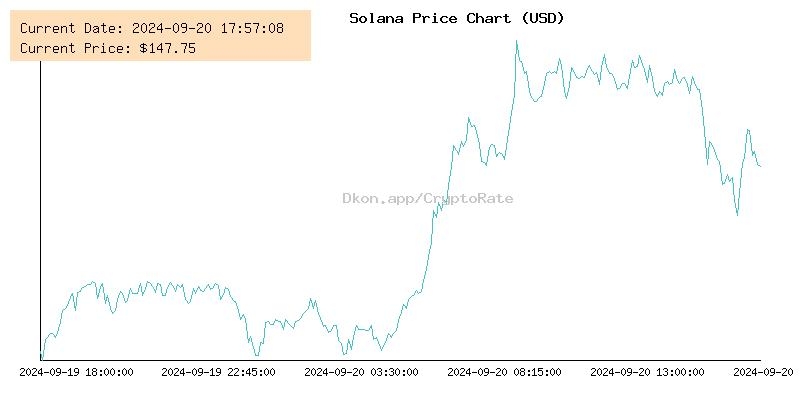 Solana Price Chart (USD)
Current Date: 2024-09-20 17:57:08
Current Price: $147.75
Dkon.app/CryptoRate
2024-09-19 18:00:00
2024-09-19 22:45:00
2024-09-20 03:30:00
2024-09-20 08:15:00
2024-09-20 13:00:00
2024-09-20